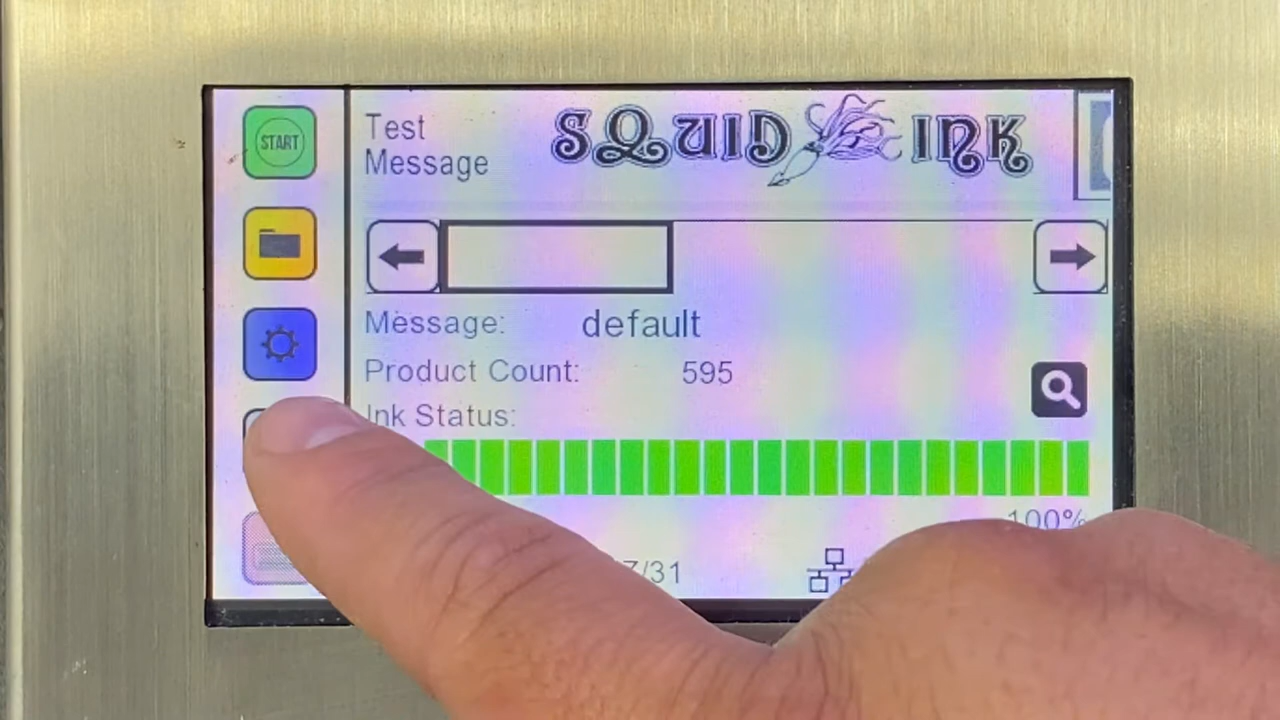 START
Test
Message
SQUID INK
Message: default
Product Count: 595
Ink Status:
100%
7/31